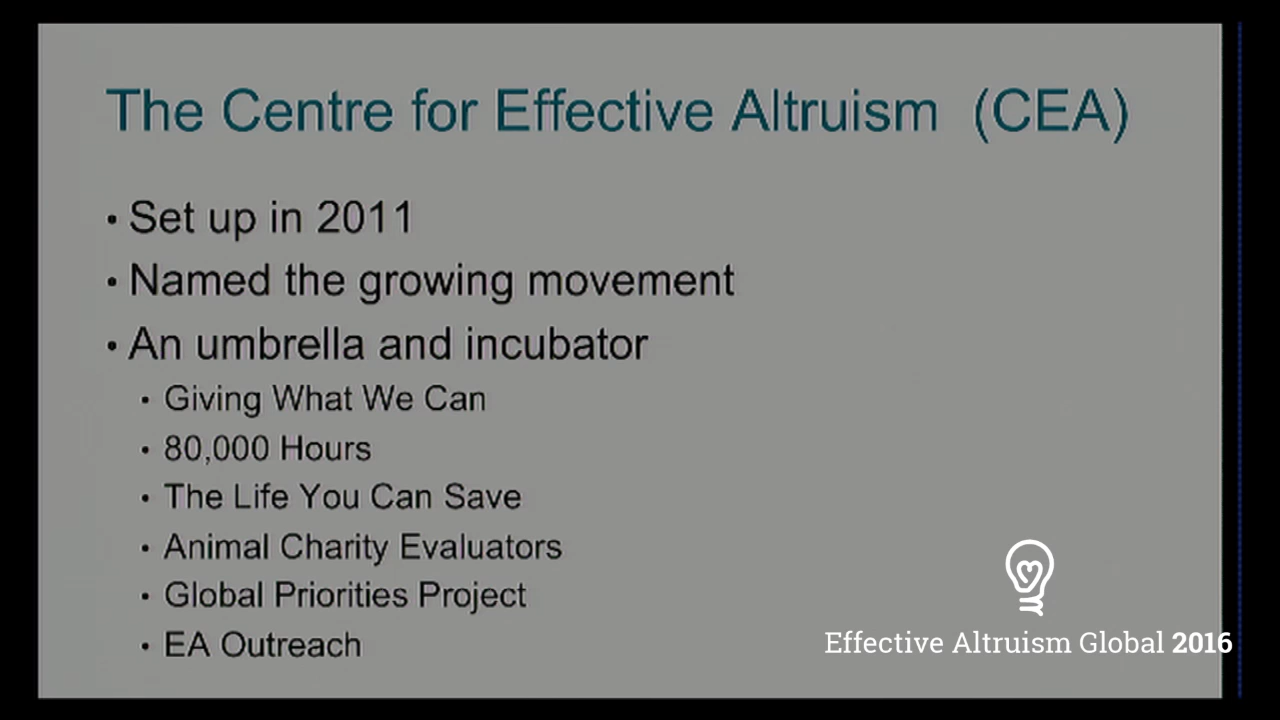 The Centre for Effective Altruism (CEA)
• Set up in 2011
• Named the growing movement
• An umbrella and incubator
• Giving What We Can
• 80,000 Hours
• The Life You Can Save
• Animal Charity Evaluators
• Global Priorities Project
• EA Outreach
Effective Altruism Global 2016